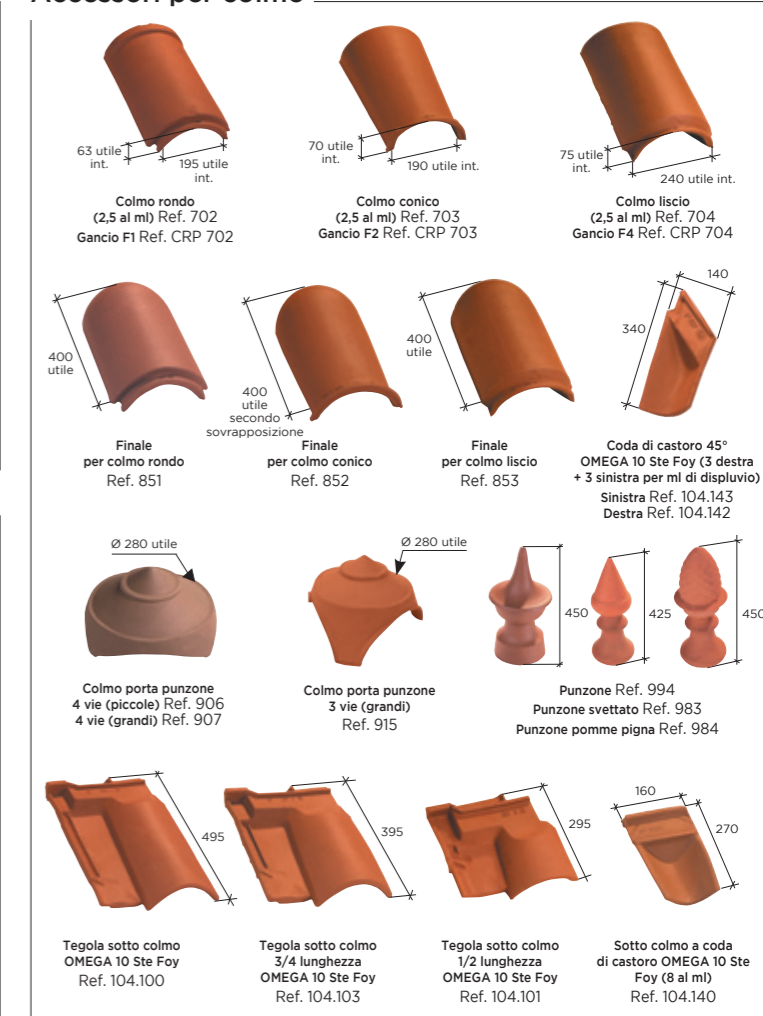 Accessori per colmo
63 utile
int.
195 utile
int.
Colmo rondo
(2,5 al ml) Ref. 702
Gancio F1 Ref. CRP 702
70 utile
int.
190 utile int.
Colmo conico
(2,5 al ml) Ref. 703
Gancio F2 Ref. CRP 703
75 utile
int.
240 utile int.
Colmo liscio
(2,5 al ml) Ref. 704
Gancio F4 Ref. CRP 704
400
utile
Finale
per colmo rondo
Ref. 851
400
utile
secondo
sovrapposizione
Finale
per colmo conico
Ref. 852
400
utile
Finale
per colmo liscio
Ref. 853
140
340
Coda di castoro 45°
OMEGA 10 Ste Foy (3 destra
+ 3 sinistra per ml di displuvio)
Sinistra Ref. 104.143
Destra Ref. 104.142
Ø 280 utile
Colmo porta punzone
4 vie (piccole) Ref. 906
4 vie (grandi) Ref. 907
Ø 280 utile
Colmo porta punzone
3 vie (grandi)
Ref. 915
450
425
450
Punzone Ref. 994
Punzone svettato Ref. 983
Punzone pomme pigna Ref. 984
495
Tegola sotto colmo
OMEGA 10 Ste Foy
Ref. 104.100
395
Tegola sotto colmo
3/4 lunghezza
OMEGA 10 Ste Foy
Ref. 104.103
295
Tegola sotto colmo
1/2 lunghezza
OMEGA 10 Ste Foy
Ref. 104.101
160
270
Sotto colmo a coda
di castoro OMEGA 10 Ste
Foy (8 al ml)
Ref. 104.140